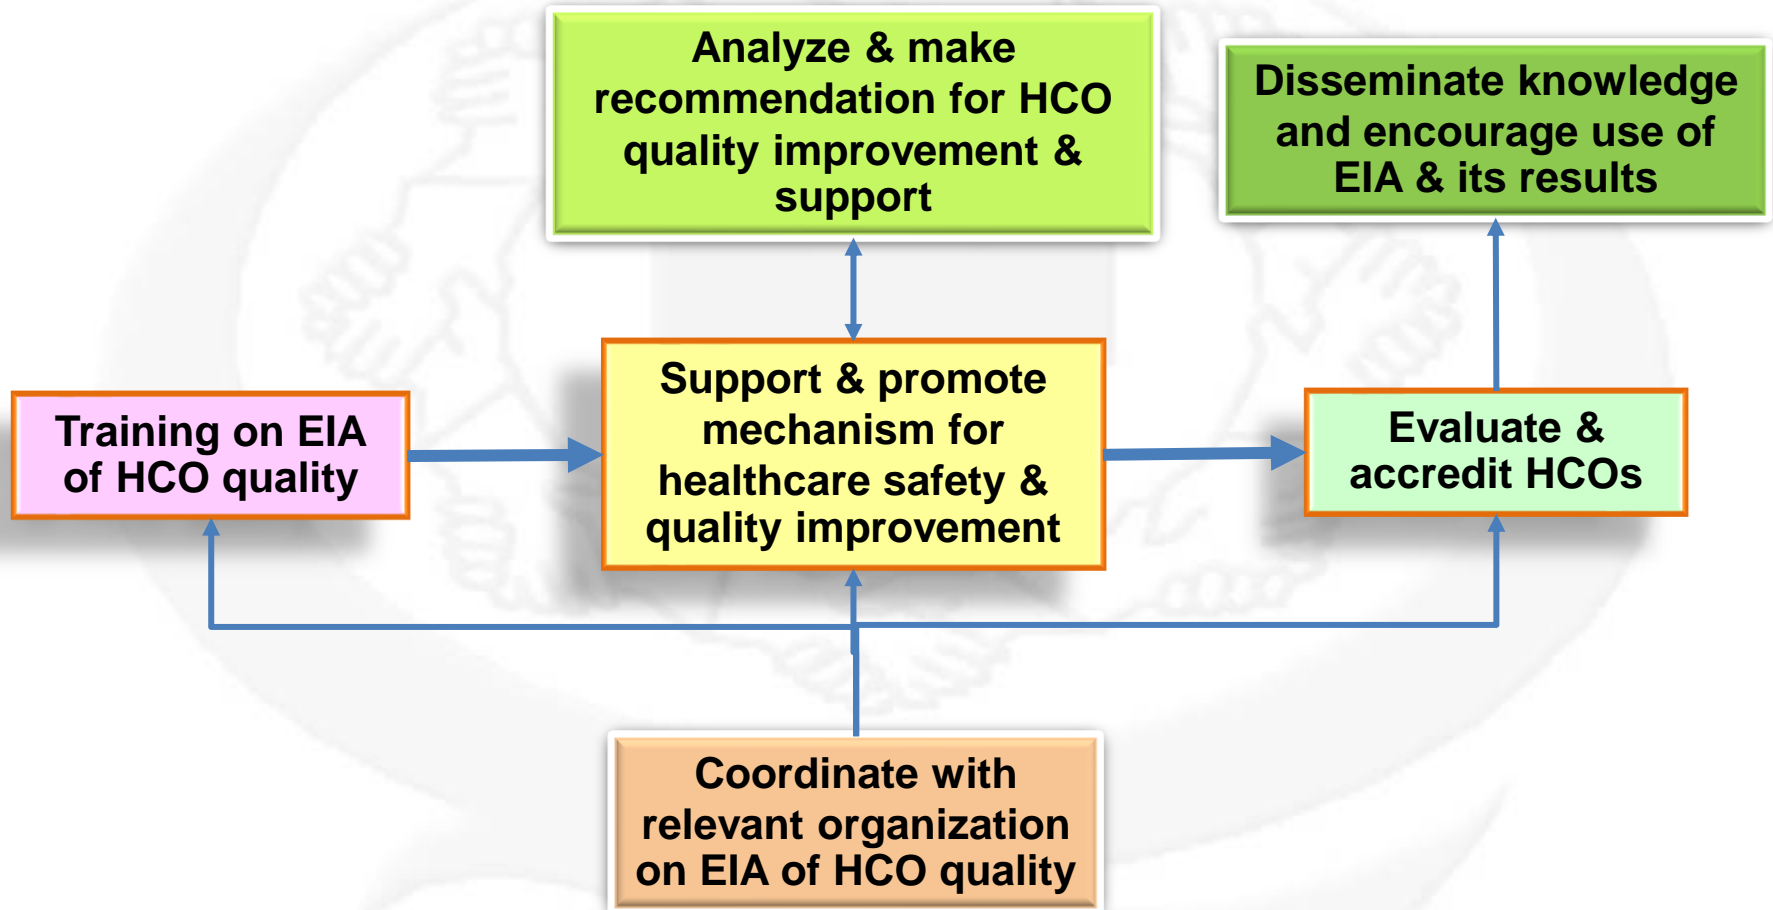 Analyze & make
recommendation for HCO
quality improvement &
support
Disseminate knowledge
and encourage use of
EIA & its results
Training on EIA
of HCO quality
Support & promote
mechanism for
healthcare safety &
quality improvement
Evaluate &
accredit HCOs
Coordinate with
relevant organization
on EIA of HCO quality